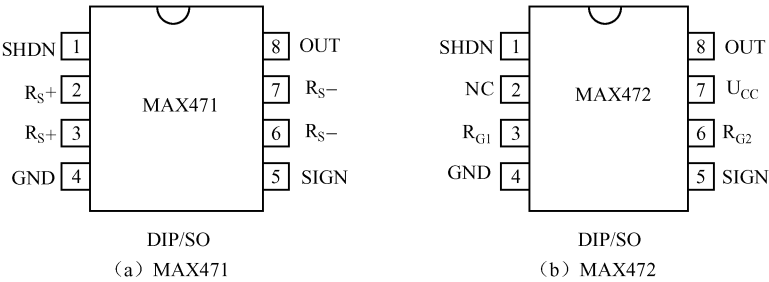 SHDN 1 8 OUT SHDN 1 8 OUT
RS+ 2 7 RS− NC 2 7 UCC
MAX471 MAX472
RS+ 3 6 RS− RG1 3 6 RG2
GND 4 5 SIGN GND 4 5 SIGN
DIP/SO DIP/SO
（a）MAX471 （b）MAX472